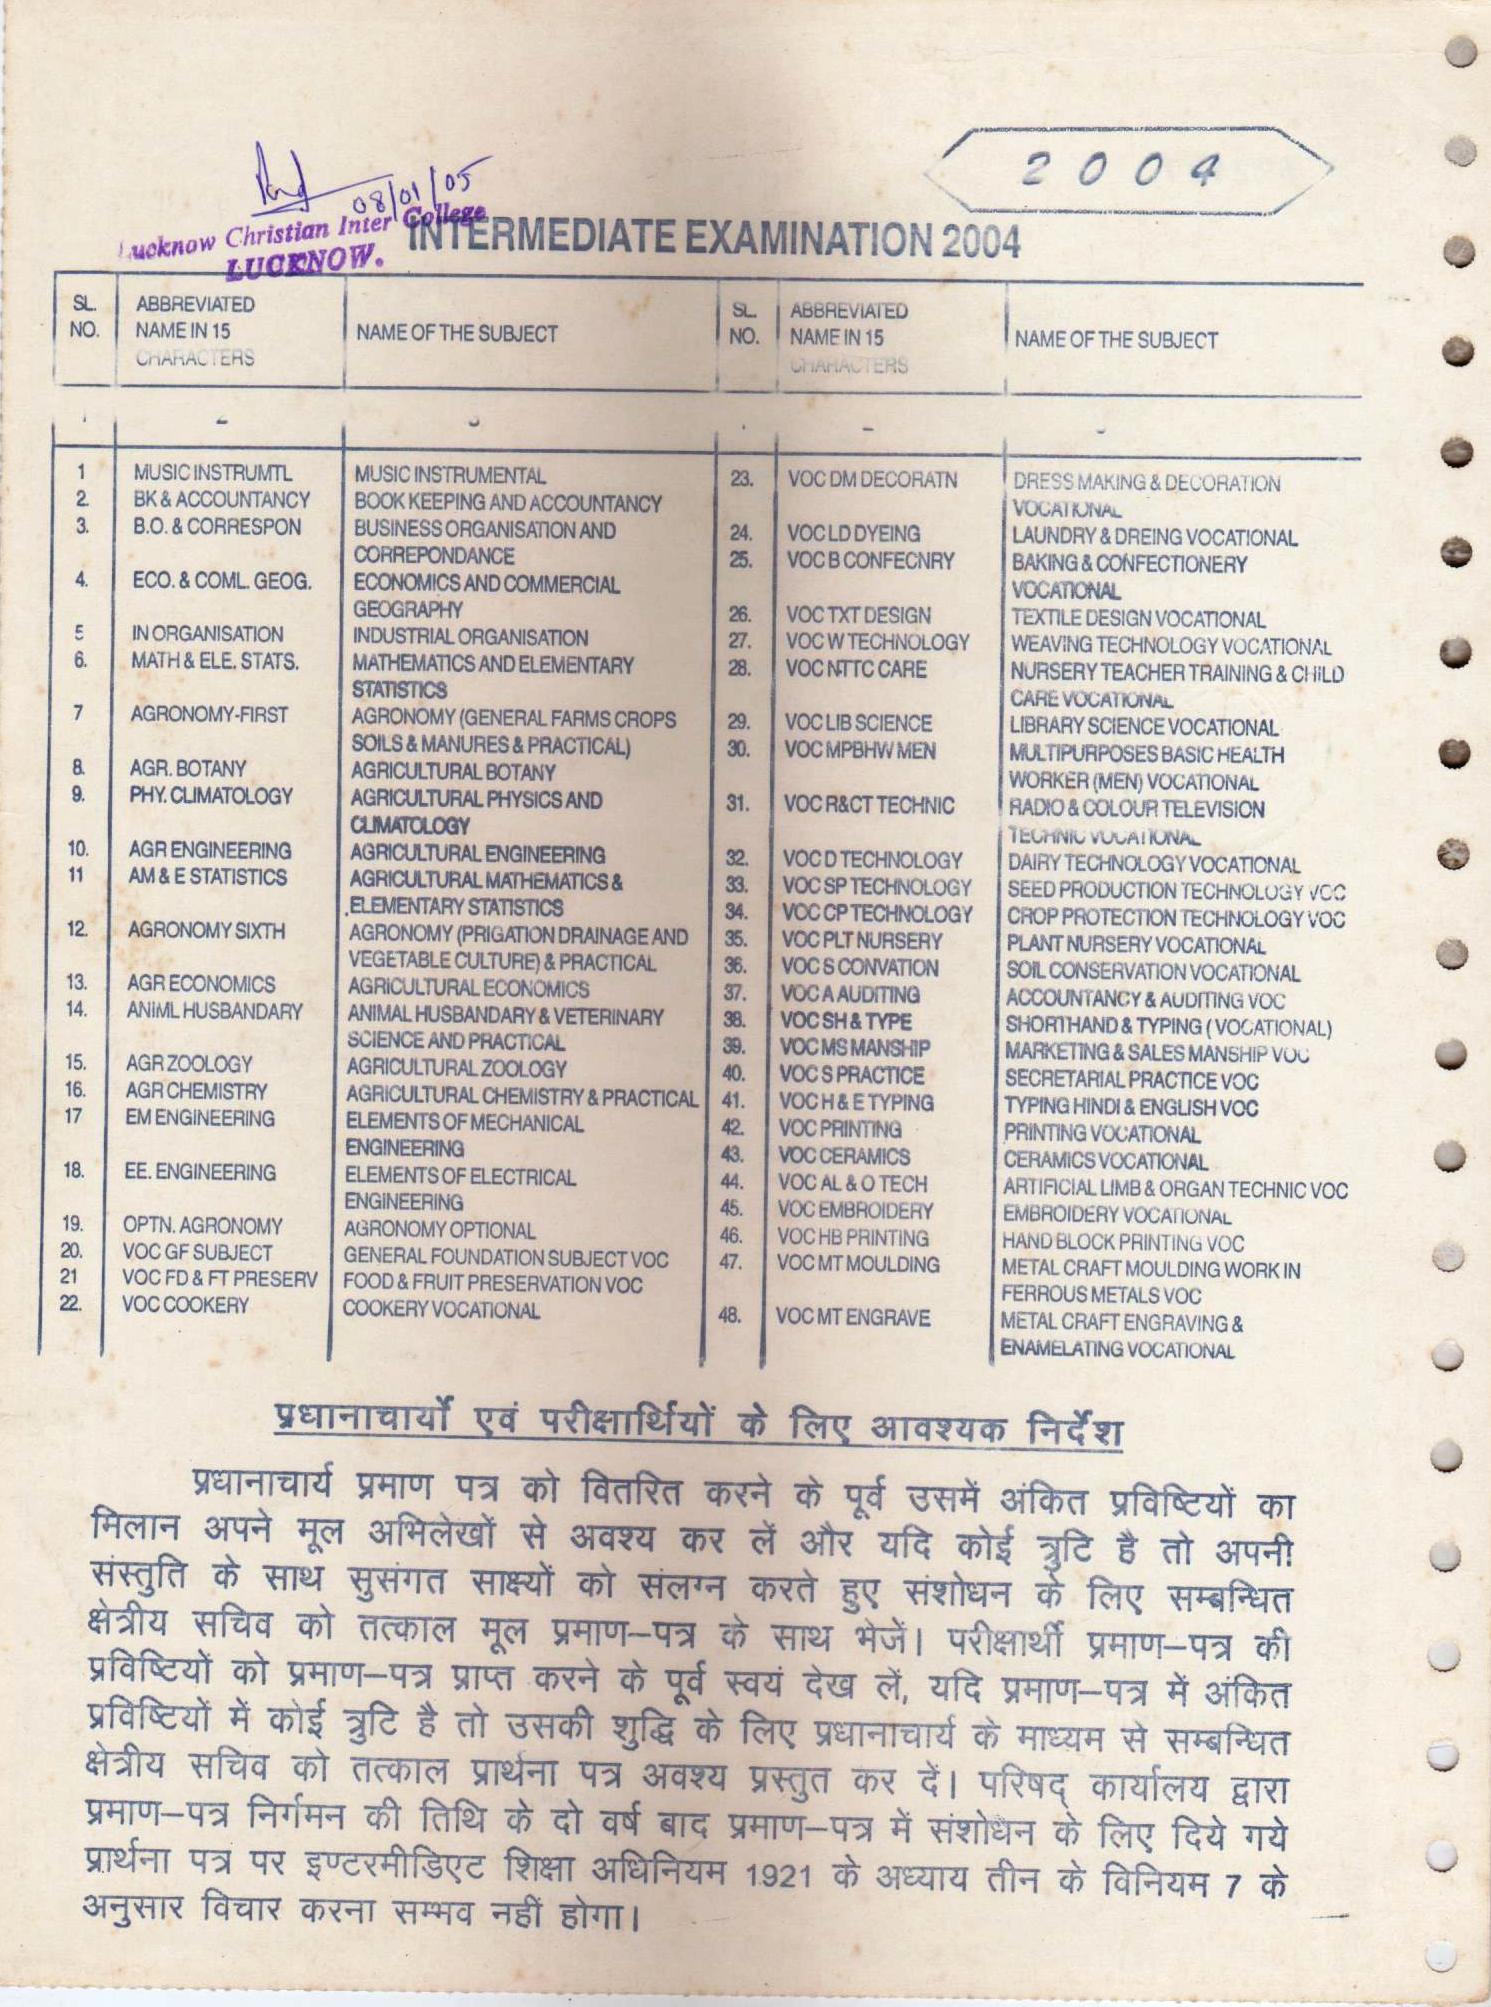 2 0 0 4
08/01/05
Lucknow Christian Inter College
LUCKNOW.
INTERMEDIATE EXAMINATION 2004
SL. NO. ABBREVIATED NAME IN 15 CHARACTERS NAME OF THE SUBJECT SL. NO. ABBREVIATED NAME IN 15 CHARACTERS NAME OF THE SUBJECT
1 MUSIC INSTRUMTL MUSIC INSTRUMENTAL
2. BK & ACCOUNTANCY BOOK KEEPING AND ACCOUNTANCY
3. B.O. & CORRESPON BUSINESS ORGANISATION AND
CORREPONDANCE
4. ECO. & COML. GEOG. ECONOMICS AND COMMERCIAL
GEOGRAPHY
5 IN ORGANISATION INDUSTRIAL ORGANISATION
6. MATH & ELE. STATS. MATHEMATICS AND ELEMENTARY
STATISTICS
7 AGRONOMY-FIRST AGRONOMY (GENERAL FARMS CROPS
SOILS & MANURES & PRACTICAL)
8. AGR. BOTANY AGRICULTURAL BOTANY
9. PHY. CLIMATOLOGY AGRICULTURAL PHYSICS AND
CLIMATOLOGY
10. AGR ENGINEERING AGRICULTURAL ENGINEERING
11 AM & E STATISTICS AGRICULTURAL MATHEMATICS &
ELEMENTARY STATISTICS
12. AGRONOMY SIXTH AGRONOMY (PRIGATION DRAINAGE AND
VEGETABLE CULTURE) & PRACTICAL
13. AGR ECONOMICS AGRICULTURAL ECONOMICS
14. ANIML HUSBANDARY ANIMAL HUSBANDARY & VETERINARY
SCIENCE AND PRACTICAL
15. AGR ZOOLOGY AGRICULTURAL ZOOLOGY
16. AGR CHEMISTRY AGRICULTURAL CHEMISTRY & PRACTICAL
17 EM ENGINEERING ELEMENTS OF MECHANICAL
ENGINEERING
18. EE. ENGINEERING ELEMENTS OF ELECTRICAL
ENGINEERING
19. OPTN. AGRONOMY AGRONOMY OPTIONAL
20. VOC GF SUBJECT GENERAL FOUNDATION SUBJECT VOC
21 VOC FD & FT PRESERV FOOD & FRUIT PRESERVATION VOC
22. VOC COOKERY COOKERY VOCATIONAL
23. VOC DM DECORATN DRESS MAKING & DECORATION
VOCATIONAL
24. VOC LD DYEING LAUNDRY & DREING VOCATIONAL
25. VOC B CONFECNRY BAKING & CONFECTIONERY
VOCATIONAL
26. VOC TXT DESIGN TEXTILE DESIGN VOCATIONAL
27. VOC W TECHNOLOGY WEAVING TECHNOLOGY VOCATIONAL
28. VOC NTTC CARE NURSERY TEACHER TRAINING & CHILD
CARE VOCATIONAL
29. VOC LIB SCIENCE LIBRARY SCIENCE VOCATIONAL
30. VOC MPBHW MEN MULTIPURPOSES BASIC HEALTH
WORKER (MEN) VOCATIONAL
31. VOC R&CT TECHNIC RADIO & COLOUR TELEVISION
TECHNIC VOCATIONAL
32. VOC D TECHNOLOGY DAIRY TECHNOLOGY VOCATIONAL
33. VOC SP TECHNOLOGY SEED PRODUCTION TECHNOLOGY VOC
34. VOC CP TECHNOLOGY CROP PROTECTION TECHNOLOGY VOC
35. VOC PLT NURSERY PLANT NURSERY VOCATIONAL
36. VOC S CONVATION SOIL CONSERVATION VOCATIONAL
37. VOC A AUDITING ACCOUNTANCY & AUDITING VOC
38. VOC SH & TYPE SHORTHAND & TYPING ( VOCATIONAL)
39. VOC MS MANSHIP MARKETING & SALES MANSHIP VOC
40. VOC S PRACTICE SECRETARIAL PRACTICE VOC
41. VOC H & E TYPING TYPING HINDI & ENGLISH VOC
42. VOC PRINTING PRINTING VOCATIONAL
43. VOC CERAMICS CERAMICS VOCATIONAL
44. VOC AL & O TECH ARTIFICIAL LIMB & ORGAN TECHNIC VOC
45. VOC EMBROIDERY EMBROIDERY VOCATIONAL
46. VOC HB PRINTING HAND BLOCK PRINTING VOC
47. VOC MT MOULDING METAL CRAFT MOULDING WORK IN
FERROUS METALS VOC
48. VOC MT ENGRAVE METAL CRAFT ENGRAVING &
ENAMELATING VOCATIONAL
प्रधानाचार्यो एवं परीक्षार्थियों के लिए आवश्यक निर्देश
प्रधानाचार्य प्रमाण पत्र को वितरित करने के पूर्व उसमें अंकित प्रविष्टियों का
मिलान अपने मूल अभिलेखों से अवश्य कर लें और यदि कोई त्रुटि है तो अपनी
संस्तुति के साथ सुसंगत साक्ष्यों को संलग्न करते हुए संशोधन के लिए सम्बन्धित
क्षेत्रीय सचिव को तत्काल मूल प्रमाण–पत्र के साथ भेजें। परीक्षार्थी प्रमाण–पत्र की
प्रविष्टियों को प्रमाण–पत्र प्राप्त करने के पूर्व स्वयं देख लें, यदि प्रमाण–पत्र में अंकित
प्रविष्टियों में कोई त्रुटि है तो उसकी शुद्धि के लिए प्रधानाचार्य के माध्यम से सम्बन्धित
क्षेत्रीय सचिव को तत्काल प्रार्थना पत्र अवश्य प्रस्तुत कर दें। परिषद् कार्यालय द्वारा
प्रमाण–पत्र निर्गमन की तिथि के दो वर्ष बाद प्रमाण–पत्र में संशोधन के लिए दिये गये
प्रार्थना पत्र पर इण्टरमीडिएट शिक्षा अधिनियम 1921 के अध्याय तीन के विनियम 7 के
अनुसार विचार करना सम्भव नहीं होगा।